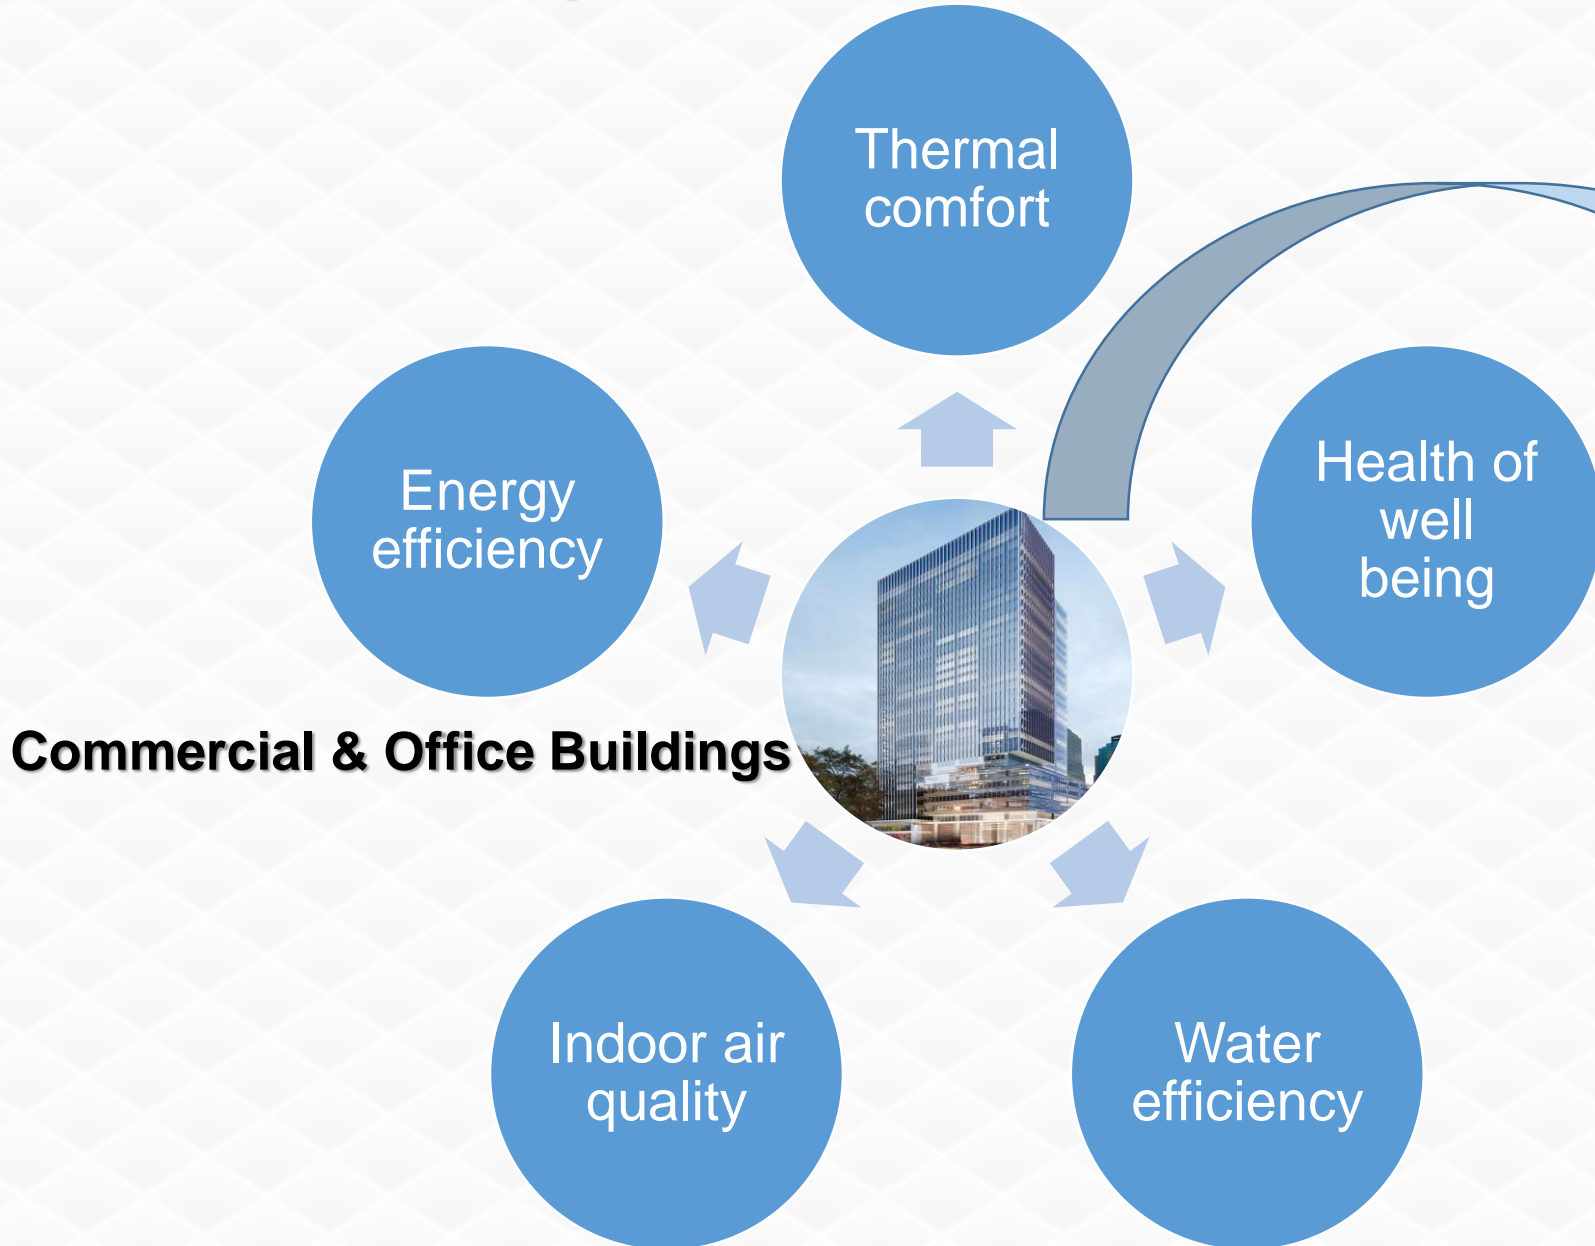 Thermal
comfort
Energy
efficiency
Health of
well
being
Commercial & Office Buildings
Indoor air
quality
Water
efficiency